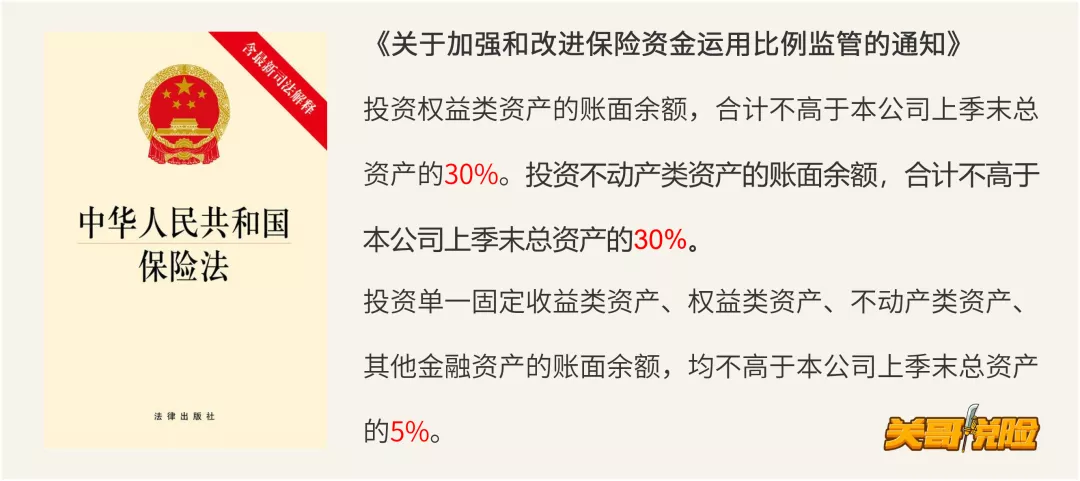 含最新司法解释
中华人民共和国
保险法
法律出版社
《关于加强和改进保险资金运用比例监管的通知》
投资权益类资产的账面余额，合计不高于本公司上季末总
资产的30%。投资不动产类资产的账面余额，合计不高于
本公司上季末总资产的30%。
投资单一固定收益类资产、权益类资产、不动产类资产、
其他金融资产的账面余额，均不高于本公司上季末总资产
的5%。
关哥说险